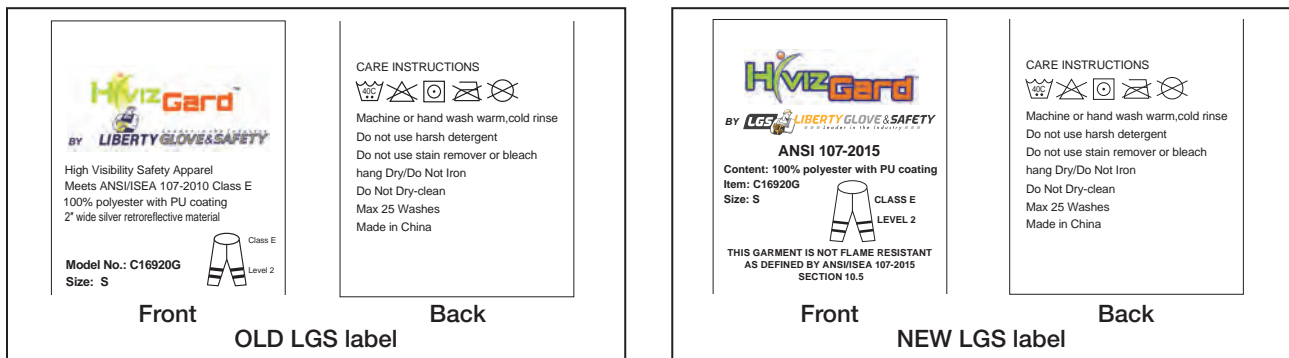 HiVIZGard™
BY LIBERTY GLOVE & SAFETY
High Visibility Safety Apparel
Meets ANSI/ISEA 107-2010 Class E
100% polyester with PU coating
2" wide silver retroreflective material
Class E
Level 2
Model No.: C16920G
Size: S
Front
CARE INSTRUCTIONS
40C
Machine or hand wash warm,cold rinse
Do not use harsh detergent
Do not use stain remover or bleach
hang Dry/Do Not Iron
Do Not Dry-clean
Max 25 Washes
Made in China
Back
OLD LGS label
HiVIZGard™
BY LGS LIBERTY GLOVE & SAFETY
Leader in the Industry
ANSI 107-2015
Content: 100% polyester with PU coating
Item: C16920G
Size: S
CLASS E
LEVEL 2
THIS GARMENT IS NOT FLAME RESISTANT
AS DEFINED BY ANSI/ISEA 107-2015
SECTION 10.5
Front
CARE INSTRUCTIONS
40C
Machine or hand wash warm,cold rinse
Do not use harsh detergent
Do not use stain remover or bleach
hang Dry/Do Not Iron
Do Not Dry-clean
Max 25 Washes
Made in China
Back
NEW LGS label